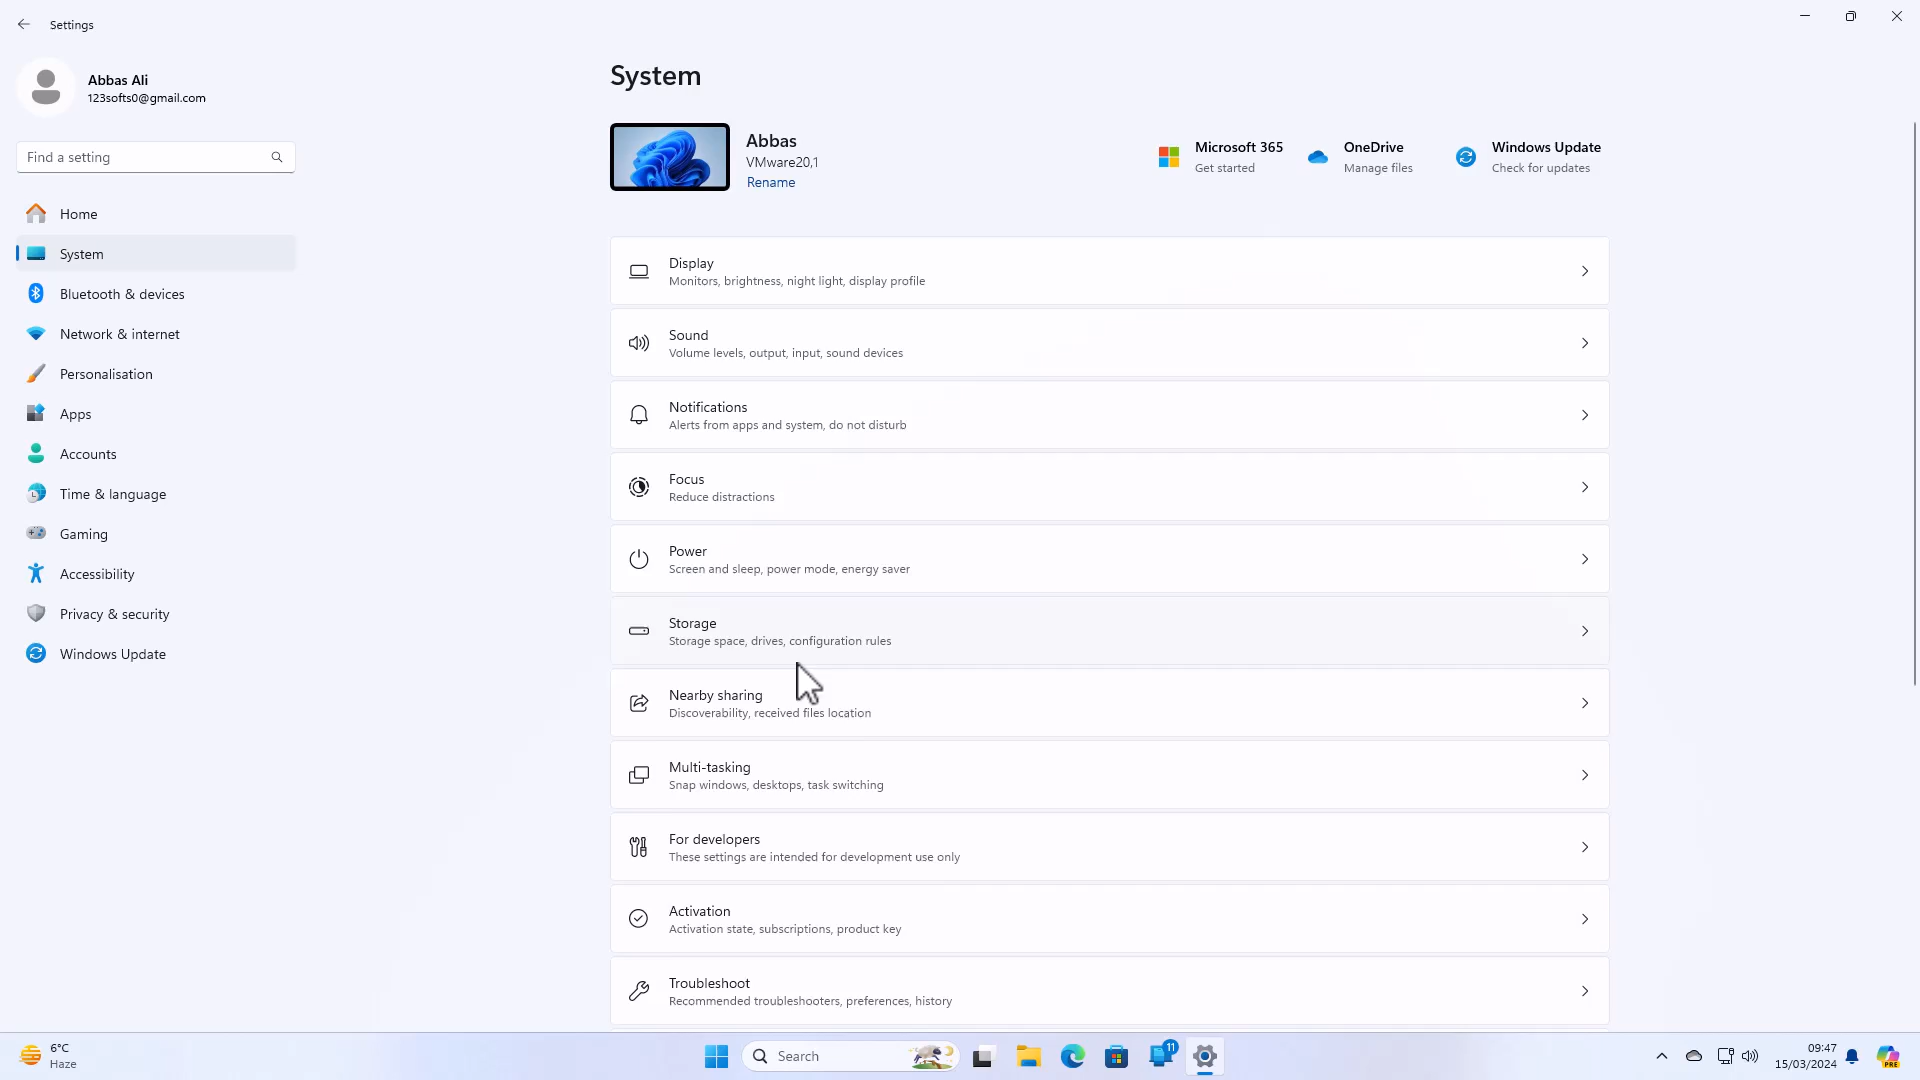 Settings
Abbas Ali
123softs0@gmail.com
Find a setting
Home
System
Bluetooth & devices
Network & internet
Personalisation
Apps
Accounts
Time & language
Gaming
Accessibility
Privacy & security
Windows Update
System
Abbas
VMware20,1
Rename
Microsoft 365
Get started
OneDrive
Manage files
Windows Update
Check for updates
Display
Monitors, brightness, night light, display profile
Sound
Volume levels, output, input, sound devices
Notifications
Alerts from apps and system, do not disturb
Focus
Reduce distractions
Power
Screen and sleep, power mode, energy saver
Storage
Storage space, drives, configuration rules
Nearby sharing
Discoverability, received files location
Multi-tasking
Snap windows, desktops, task switching
For developers
These settings are intended for development use only
Activation
Activation state, subscriptions, product key
Troubleshoot
Recommended troubleshooters, preferences, history
6°C
Haze
Search
11
09:47
15/03/2024
PRE